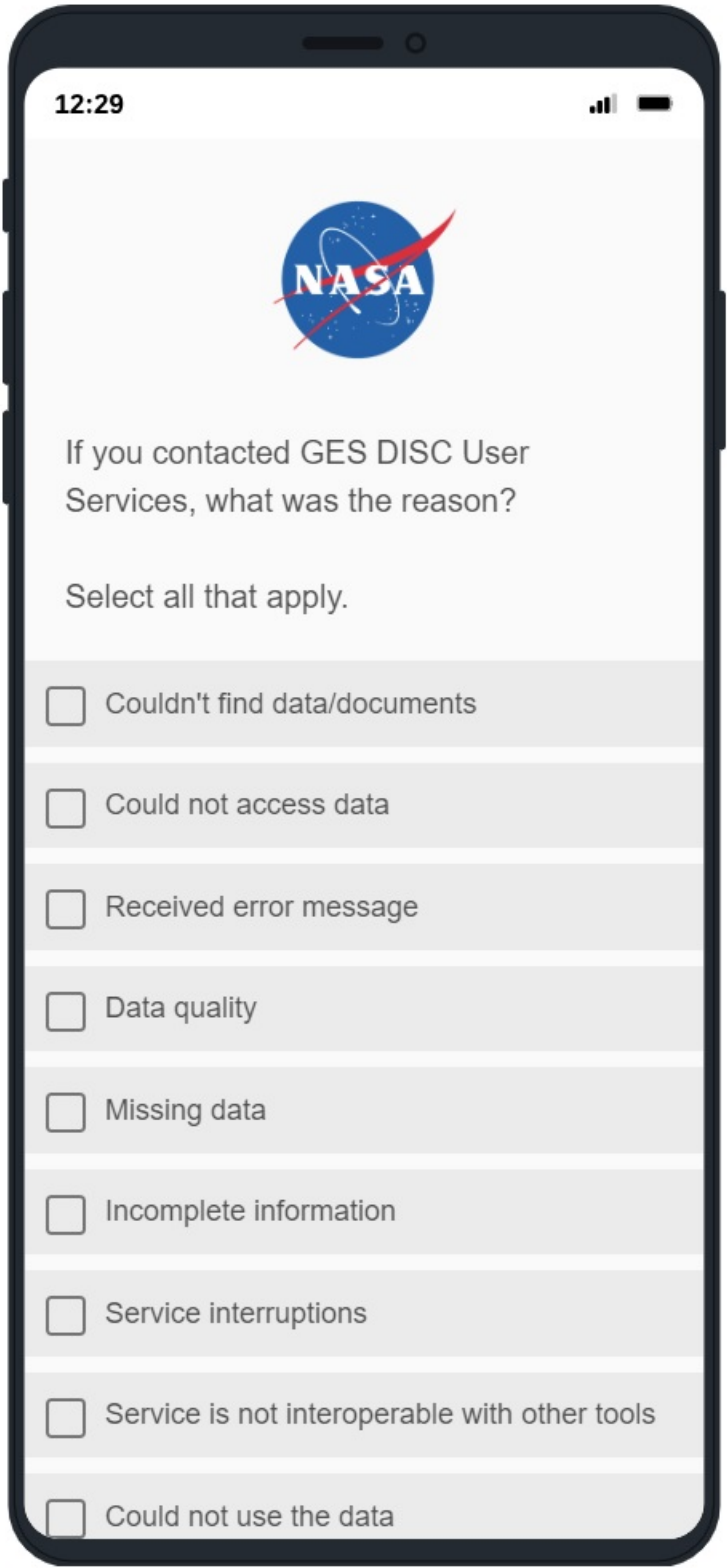 12:29
NASA
If you contacted GES DISC User
Services, what was the reason?
Select all that apply.
Couldn't find data/documents
Could not access data
Received error message
Data quality
Missing data
Incomplete information
Service interruptions
Service is not interoperable with other tools
Could not use the data